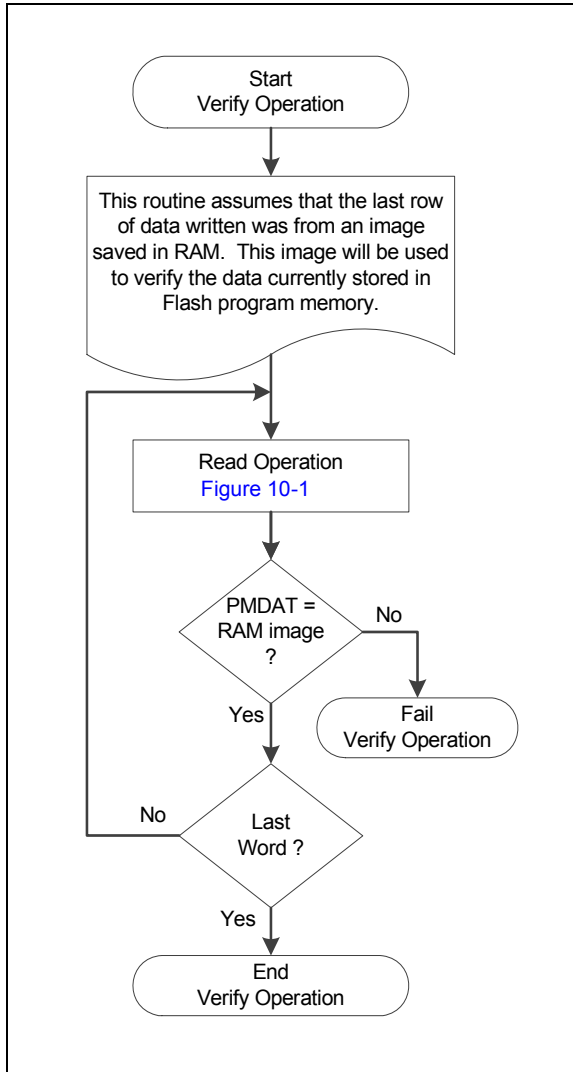 Start
Verify Operation
This routine assumes that the last row
of data written was from an image
saved in RAM. This image will be used
to verify the data currently stored in
Flash program memory.
Read Operation
Figure 10-1
PMDAT =
RAM image
?
No
Yes
Fail
Verify Operation
No
Last
Word ?
Yes
End
Verify Operation